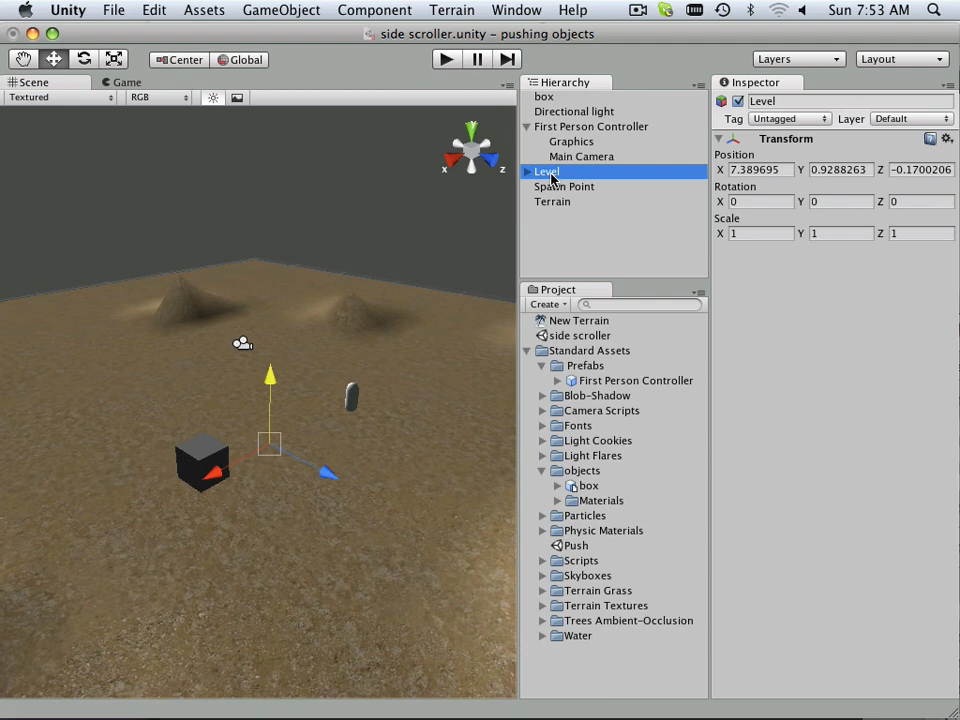 Unity File Edit Assets GameObject Component Terrain Window Help Sun 7:53 AM
side scroller.unity – pushing objects
Center Global Layers Layout
Scene Game
Textured RGB
Hierarchy
box
Directional light
First Person Controller
Graphics
Main Camera
Level
Spawn Point
Terrain
Project
Create
New Terrain
side scroller
Standard Assets
Prefabs
First Person Controller
Blob-Shadow
Camera Scripts
Fonts
Light Cookies
Light Flares
objects
box
Materials
Particles
Physic Materials
Push
Scripts
Skyboxes
Terrain Grass
Terrain Textures
Trees Ambient-Occlusion
Water
Inspector
Level
Tag Untagged Layer Default
Transform
Position
X 7.389695 Y 0.9288263 Z -0.1700206
Rotation
X 0 Y 0 Z 0
Scale
X 1 Y 1 Z 1
y
x z